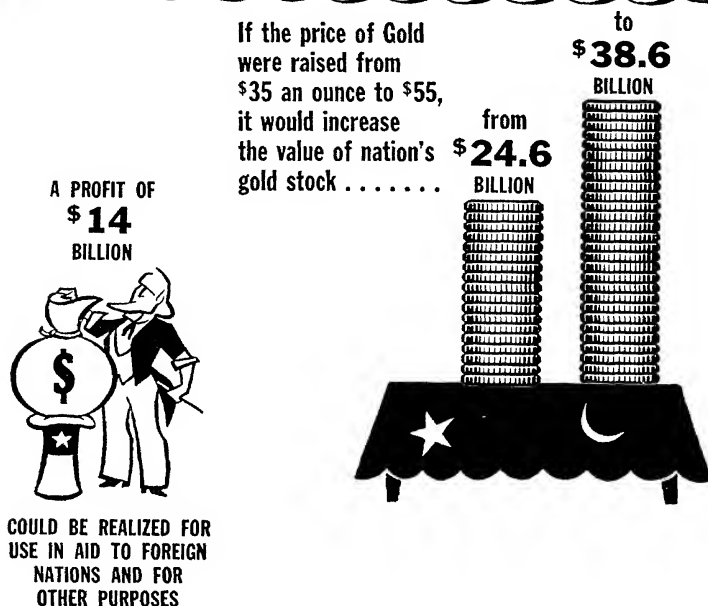 If the price of Gold
were raised from
$35 an ounce to $55,
it would increase
the value of nation's
gold stock . . . . . . .
from
$24.6
BILLION
to
$38.6
BILLION
A PROFIT OF
$14
BILLION
$
COULD BE REALIZED FOR
USE IN AID TO FOREIGN
NATIONS AND FOR
OTHER PURPOSES